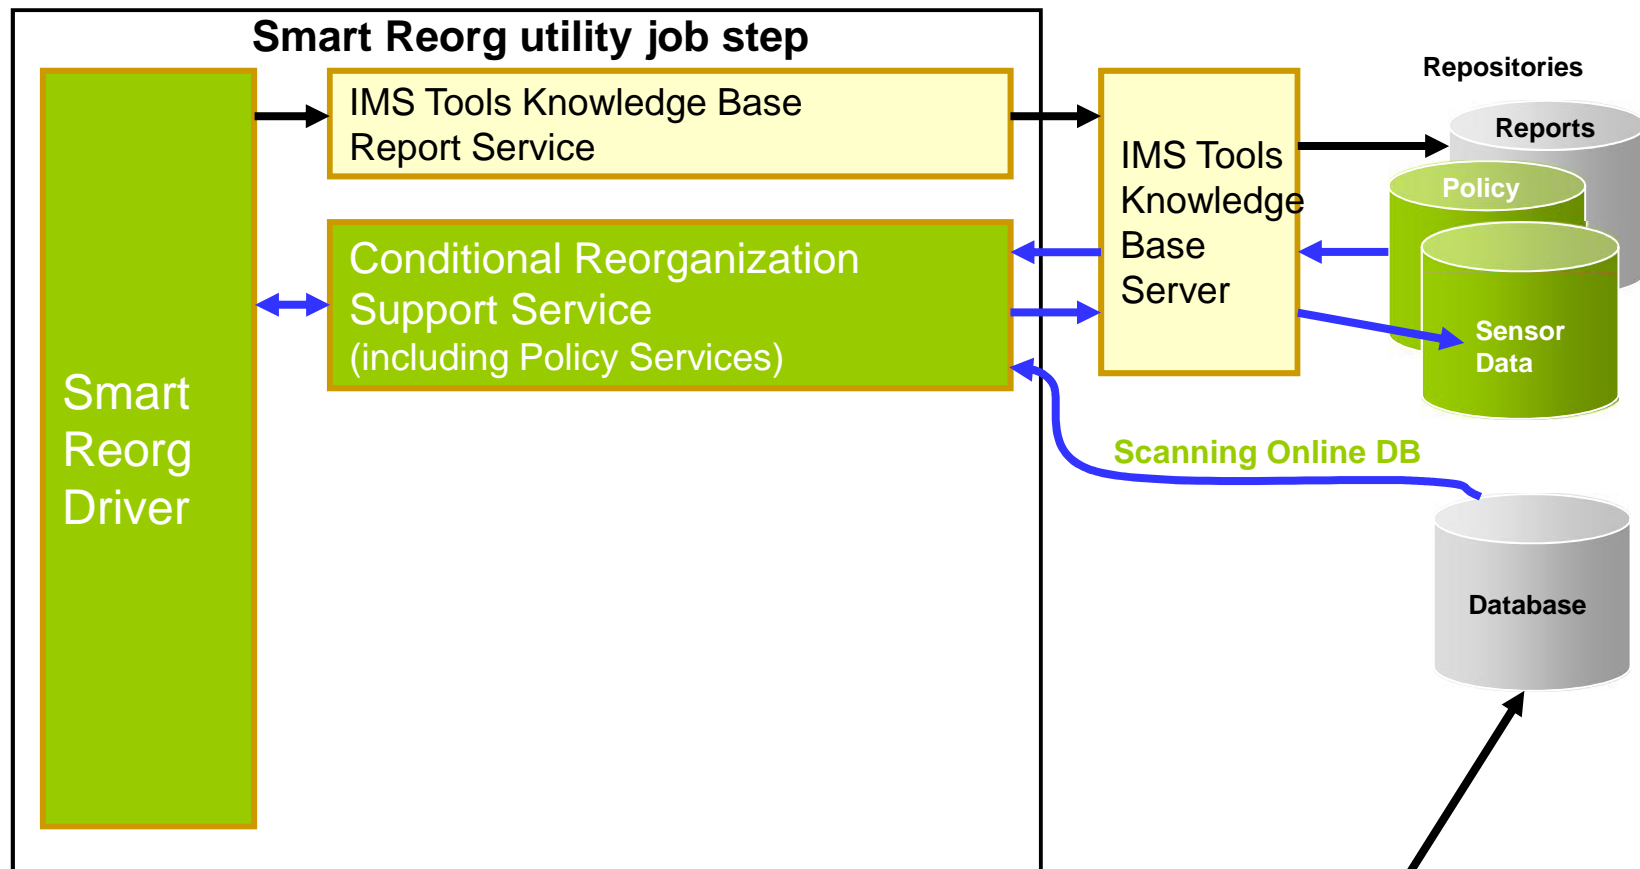 Smart Reorg utility job step
Repositories
IMS Tools Knowledge Base
Report Service
Reports
IMS Tools
Knowledge
Base
Server
Policy
Conditional Reorganization
Support Service
(including Policy Services)
Sensor
Data
Smart
Reorg
Driver
Scanning Online DB
Database